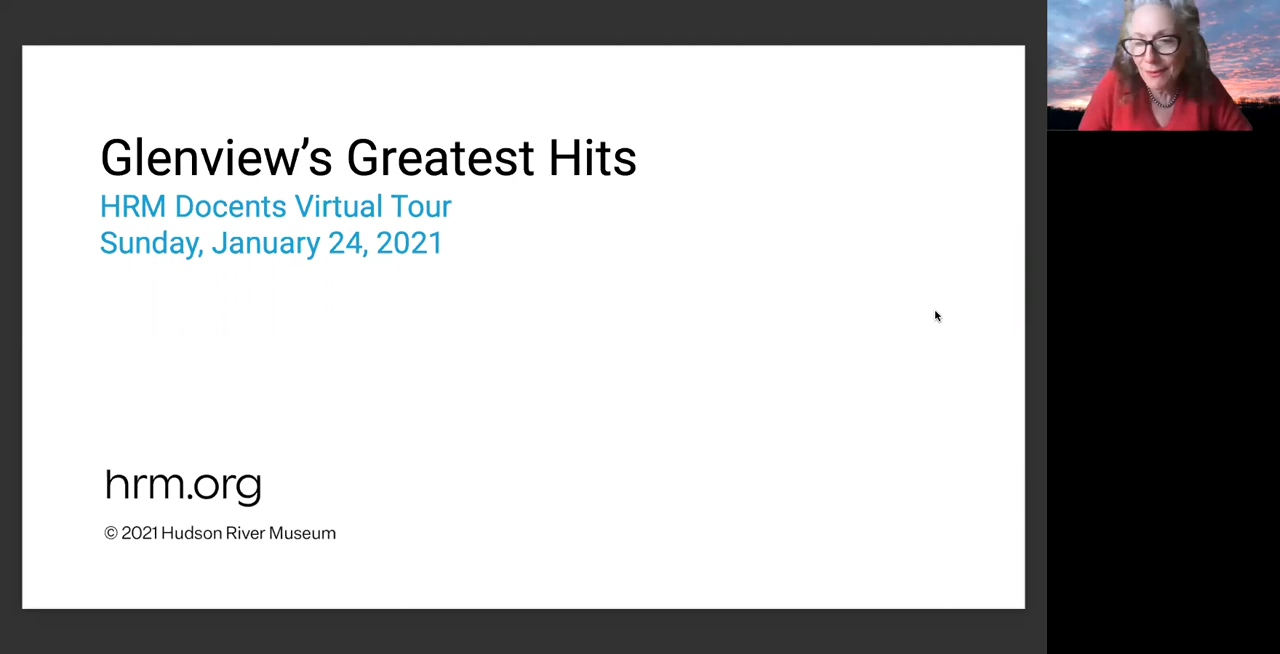 Glenview’s Greatest Hits
HRM Docents Virtual Tour
Sunday, January 24, 2021
hrm.org
© 2021 Hudson River Museum